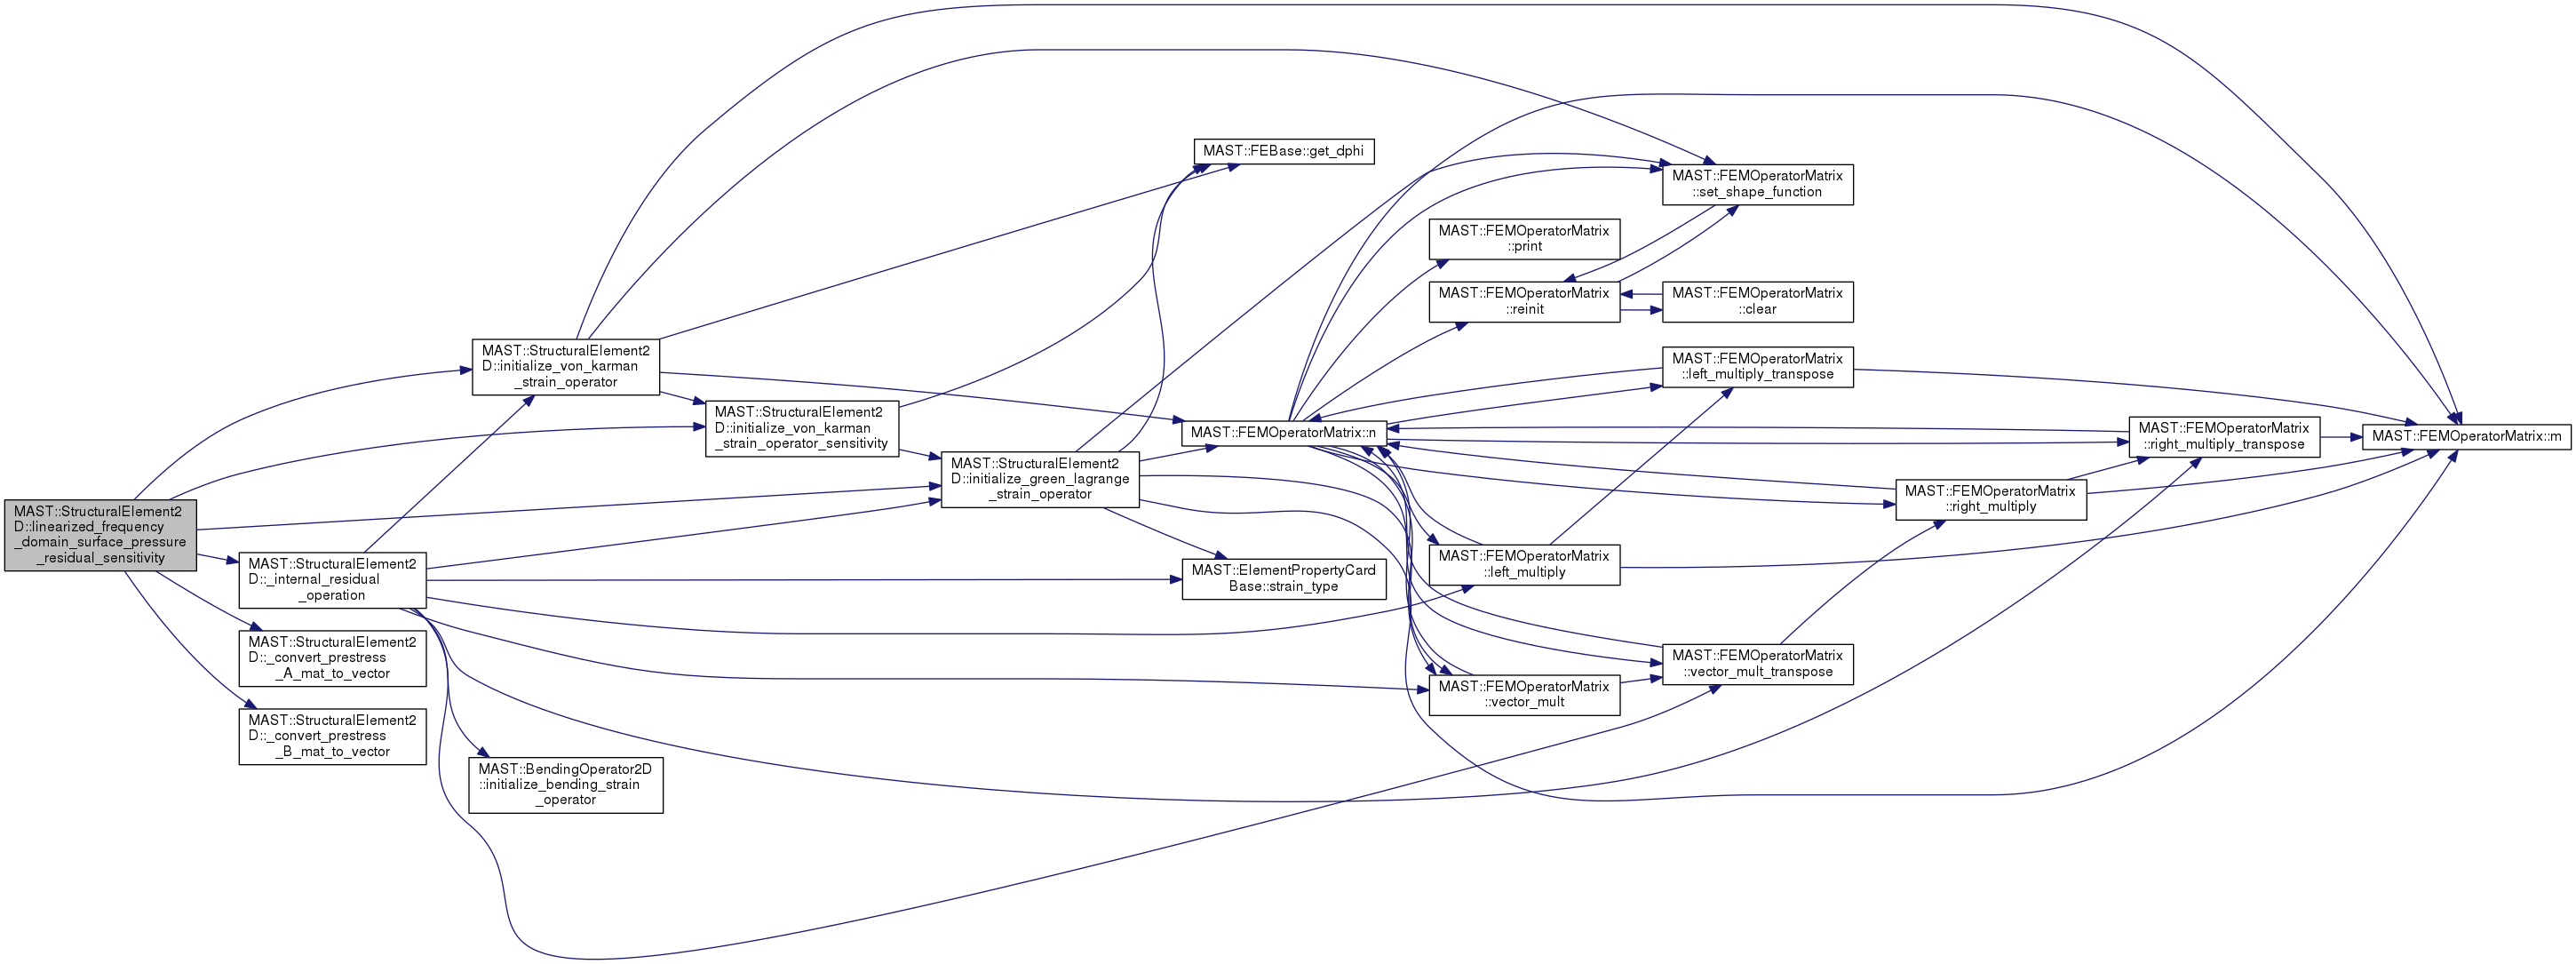 MAST::StructuralElement2
D::linearized_frequency
_domain_surface_pressure
_residual_sensitivity
MAST::StructuralElement2
D::initialize_von_karman
_strain_operator
MAST::StructuralElement2
D::_internal_residual
_operation
MAST::StructuralElement2
D::_convert_prestress
_A_mat_to_vector
MAST::StructuralElement2
D::_convert_prestress
_B_mat_to_vector
MAST::StructuralElement2
D::initialize_von_karman
_strain_operator_sensitivity
MAST::BendingOperator2D
::initialize_bending_strain
_operator
MAST::StructuralElement2
D::initialize_green_lagrange
_strain_operator
MAST::FEBase::get_dphi
MAST::FEMOperatorMatrix::n
MAST::ElementPropertyCard
Base::strain_type
MAST::FEMOperatorMatrix
::print
MAST::FEMOperatorMatrix
::reinit
MAST::FEMOperatorMatrix
::left_multiply
MAST::FEMOperatorMatrix
::vector_mult
MAST::FEMOperatorMatrix
::set_shape_function
MAST::FEMOperatorMatrix
::clear
MAST::FEMOperatorMatrix
::left_multiply_transpose
MAST::FEMOperatorMatrix
::vector_mult_transpose
MAST::FEMOperatorMatrix
::right_multiply
MAST::FEMOperatorMatrix
::right_multiply_transpose
MAST::FEMOperatorMatrix::m